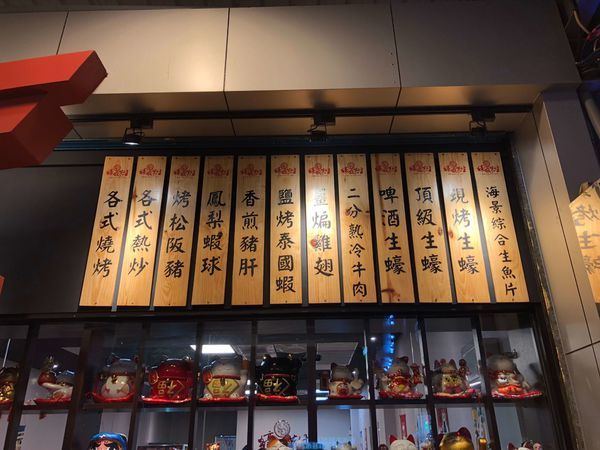 各式燒烤
各式熱炒
烤松阪豬
鳳梨蝦球
香煎豬肝
鹽烤泰國蝦
煸雞翅
二分熟冷牛肉
啤酒生蠔
頂級生蠔
現烤生蠔
海景綜合生魚片